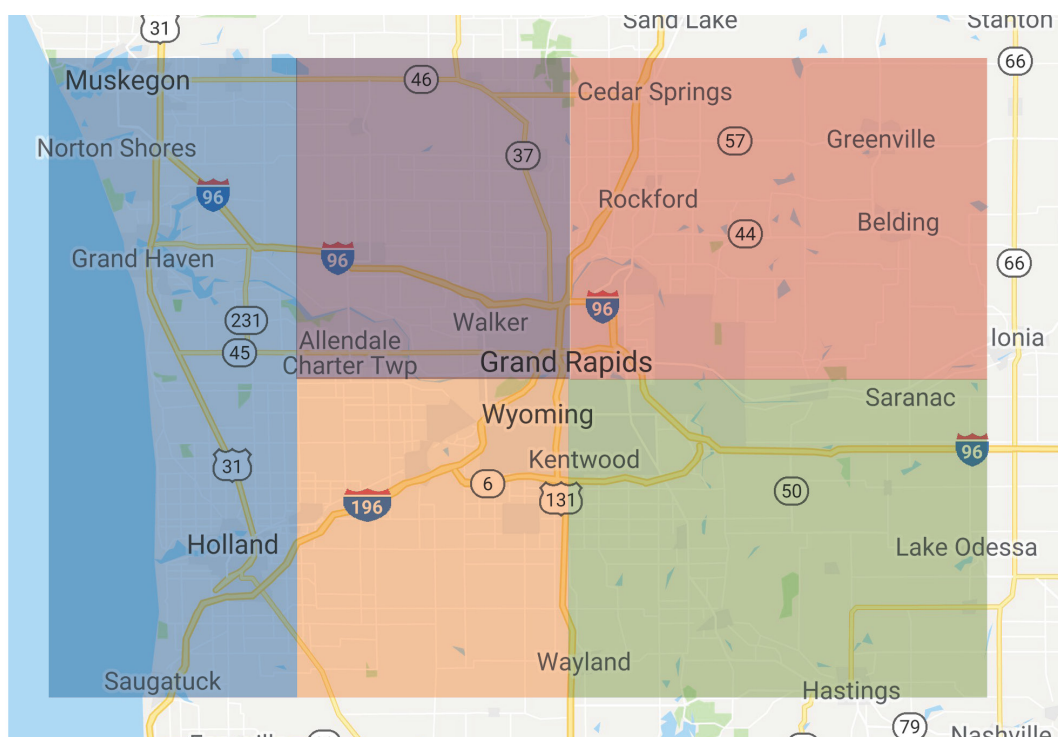 Sand Lake
Stanton
31
66
Muskegon
46
Cedar Springs
57
Greenville
Norton Shores
37
96
Rockford
Belding
44
Grand Haven
96
66
96
231
Walker
Ionia
Allendale
Charter Twp
45
Grand Rapids
Saranac
Wyoming
96
Kentwood
31
6
50
131
196
Holland
Lake Odessa
Wayland
Saugatuck
Hastings
79
Nashville